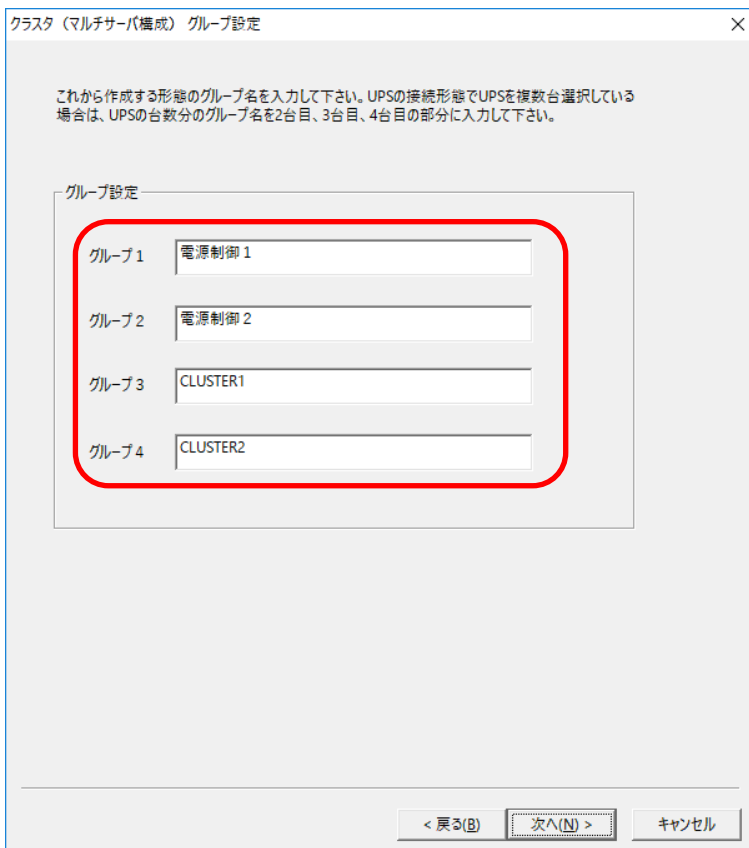 クラスタ（マルチサーバ構成） グループ設定
これから作成する形態のグループ名を入力して下さい。UPSの接続形態でUPSを複数台選択している
場合は、UPSの台数分のグループ名を2台目、3台目、4台目の部分に入力して下さい。
グループ設定
グループ1 電源制御１
グループ2 電源制御２
グループ3 CLUSTER1
グループ4 CLUSTER2
< 戻る(B) 次へ(N) > キャンセル